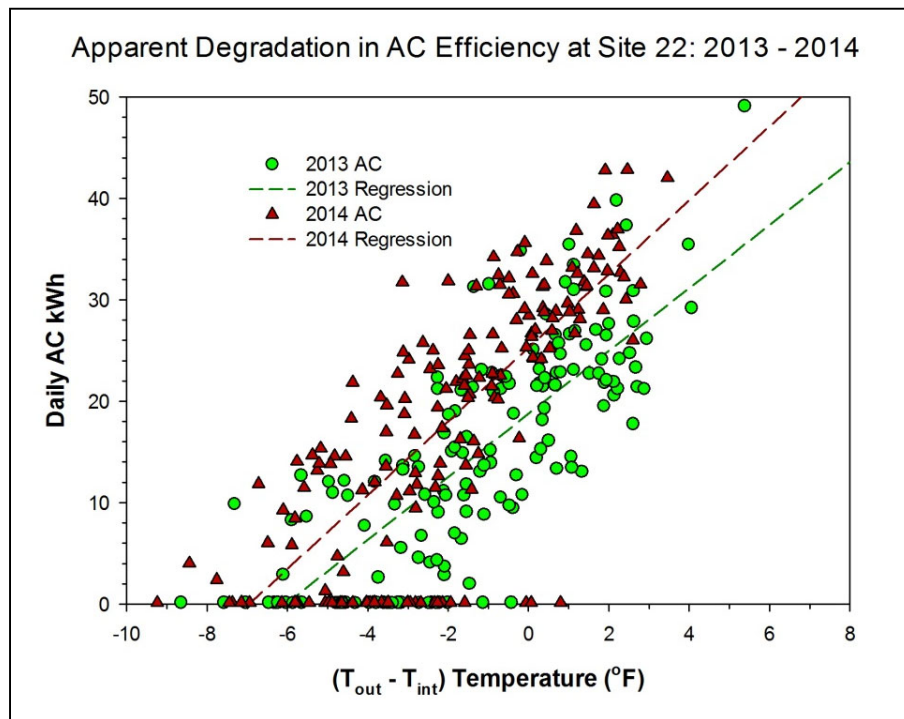 Apparent Degradation in AC Efficiency at Site 22: 2013 - 2014
50
40
30
20
10
0
Daily AC kWh
2013 AC
2013 Regression
2014 AC
2014 Regression
-10 -8 -6 -4 -2 0 2 4 6 8
(Tout - Tint) Temperature (°F)